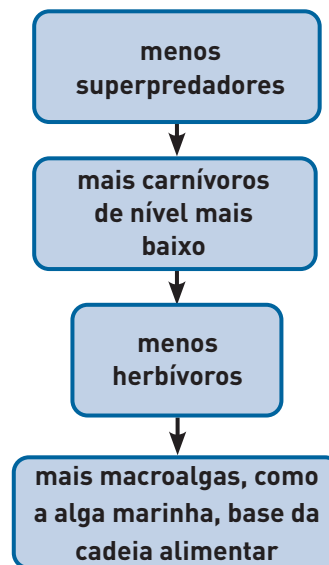 menos
superpredadores
mais carnívoros
de nível mais
baixo
menos
herbívoros
mais macroalgas, como
a alga marinha, base da
cadeia alimentar